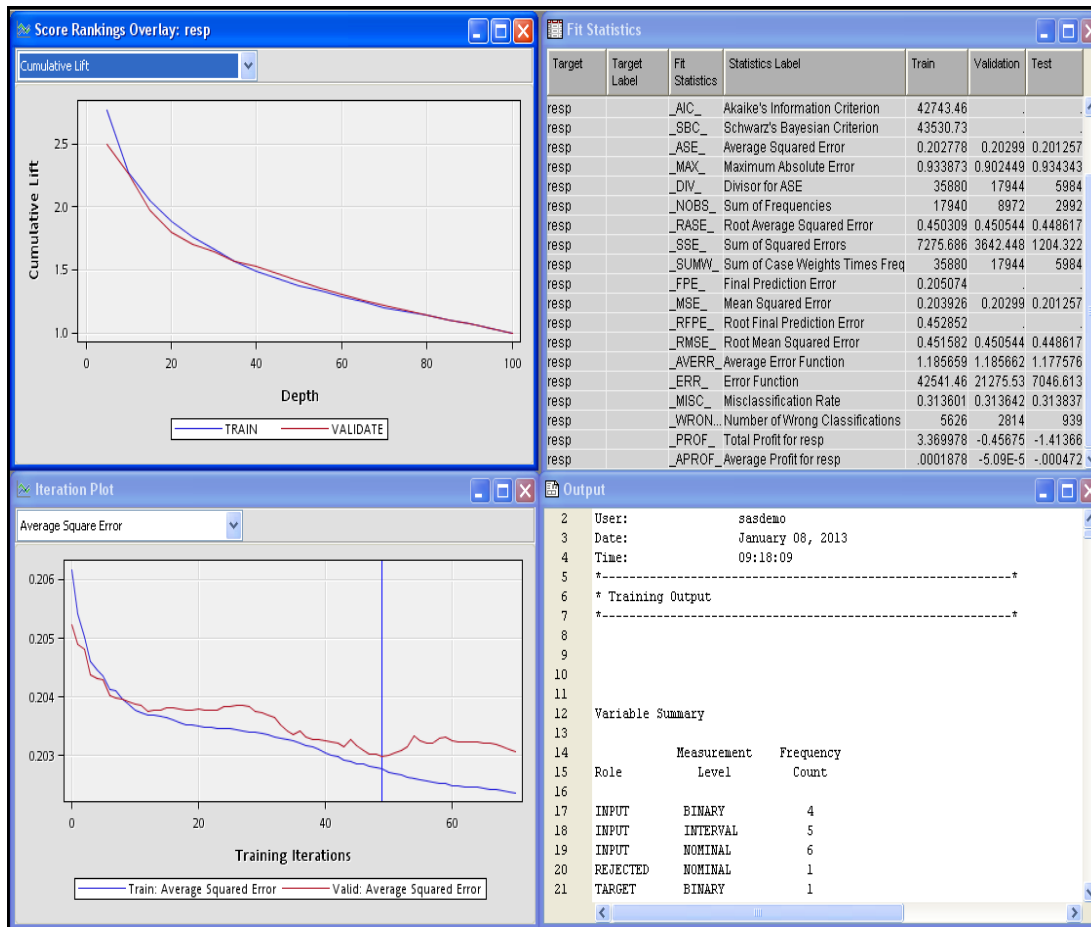 Score Rankings Overlay: resp
Cumulative Lift
2.5
2.0
1.5
1.0
Cumulative Lift
0 20 40 60 80 100
Depth
TRAIN VALIDATE
Fit Statistics
Target Target Label Fit Statistics Statistics Label Train Validation Test
resp _AIC_ Akaike's Information Criterion 42743.46 . .
resp _SBC_ Schwarz's Bayesian Criterion 43530.73 . .
resp _ASE_ Average Squared Error 0.202778 0.20299 0.201257
resp _MAX_ Maximum Absolute Error 0.933873 0.902449 0.934343
resp _DIV_ Divisor for ASE 35880 17944 5984
resp _NOBS_ Sum of Frequencies 17940 8972 2992
resp _RASE_ Root Average Squared Error 0.450309 0.450544 0.448617
resp _SSE_ Sum of Squared Errors 7275.686 3642.448 1204.322
resp _SUMW_ Sum of Case Weights Times Freq 35880 17944 5984
resp _FPE_ Final Prediction Error 0.205074 . .
resp _MSE_ Mean Squared Error 0.203926 0.20299 0.201257
resp _RFPE_ Root Final Prediction Error 0.452852 . .
resp _RMSE_ Root Mean Squared Error 0.451582 0.450544 0.448617
resp _AVERR_ Average Error Function 1.185659 1.185662 1.177576
resp _ERR_ Error Function 42541.46 21275.53 7046.613
resp _MISC_ Misclassification Rate 0.313601 0.313642 0.313837
resp _WRON... Number of Wrong Classifications 5626 2814 939
resp _PROF_ Total Profit for resp 3.369978 -0.45675 -1.41366
resp _APROF_ Average Profit for resp .0001878 -5.09E-5 -.000472
Iteration Plot
Average Square Error
0.206
0.205
0.204
0.203
0 20 40 60
Training Iterations
Train: Average Squared Error Valid: Average Squared Error
Output
2 User: sasdemo
3 Date: January 08, 2013
4 Time: 09:18:09
5 *------------------------------------------------------------*
6 * Training Output
7 *------------------------------------------------------------*
8
9
10
11
12 Variable Summary
13
14 Measurement Frequency
15 Role Level Count
16
17 INPUT BINARY 4
18 INPUT INTERVAL 5
19 INPUT NOMINAL 6
20 REJECTED NOMINAL 1
21 TARGET BINARY 1